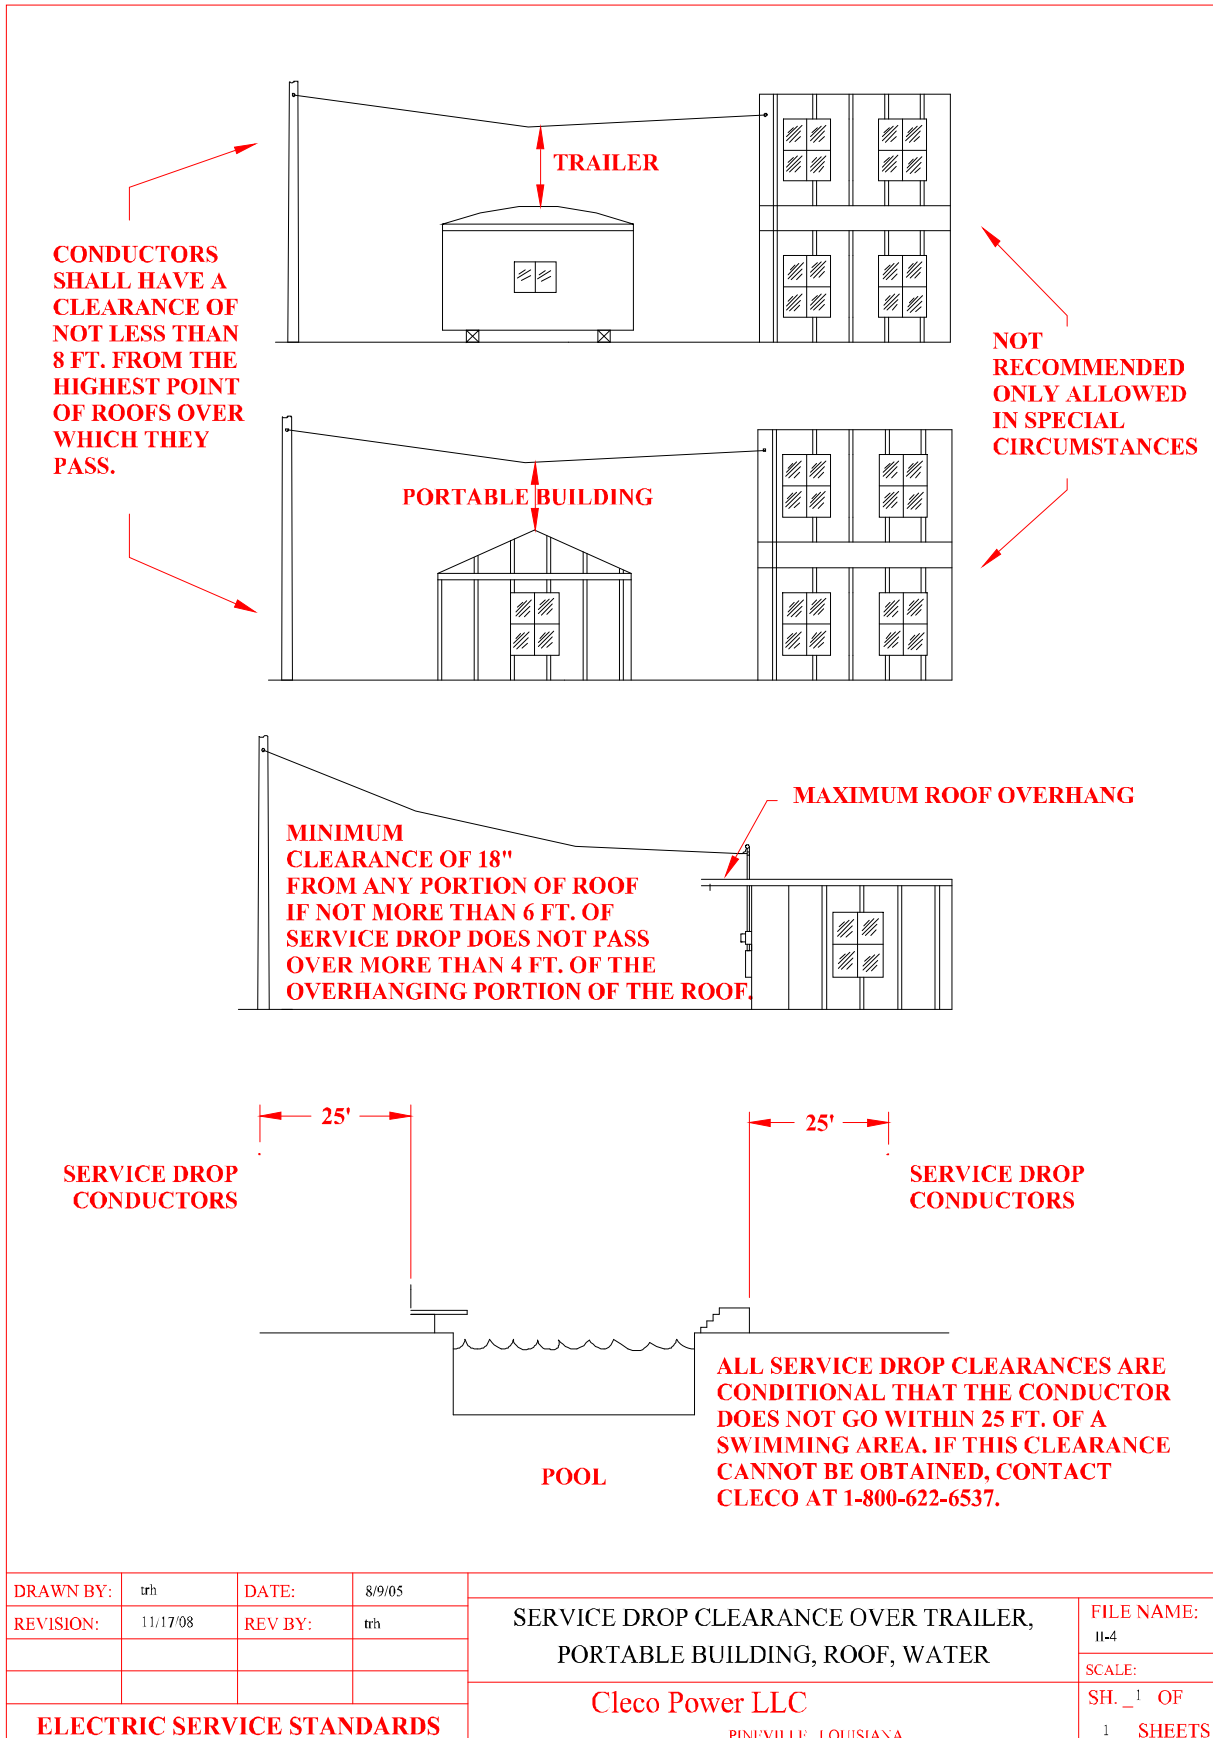 TRAILER
CONDUCTORS
SHALL HAVE A
CLEARANCE OF
NOT LESS THAN
8 FT. FROM THE
HIGHEST POINT
OF ROOFS OVER
WHICH THEY
PASS.
NOT
RECOMMENDED
ONLY ALLOWED
IN SPECIAL
CIRCUMSTANCES
PORTABLE BUILDING
MAXIMUM ROOF OVERHANG
MINIMUM
CLEARANCE OF 18"
FROM ANY PORTION OF ROOF
IF NOT MORE THAN 6 FT. OF
SERVICE DROP DOES NOT PASS
OVER MORE THAN 4 FT. OF THE
OVERHANGING PORTION OF THE ROOF.
25'
25'
SERVICE DROP
CONDUCTORS
SERVICE DROP
CONDUCTORS
ALL SERVICE DROP CLEARANCES ARE
CONDITIONAL THAT THE CONDUCTOR
DOES NOT GO WITHIN 25 FT. OF A
SWIMMING AREA. IF THIS CLEARANCE
CANNOT BE OBTAINED, CONTACT
CLECO AT 1-800-622-6537.
POOL
DRAWN BY: trh DATE: 8/9/05
REVISION: 11/17/08 REV BY: trh
ELECTRIC SERVICE STANDARDS
SERVICE DROP CLEARANCE OVER TRAILER,
PORTABLE BUILDING, ROOF, WATER
Cleco Power LLC
PINEVILLE, LOUISIANA
FILE NAME:
II-4
SCALE:
SH. _1 OF
1 SHEETS